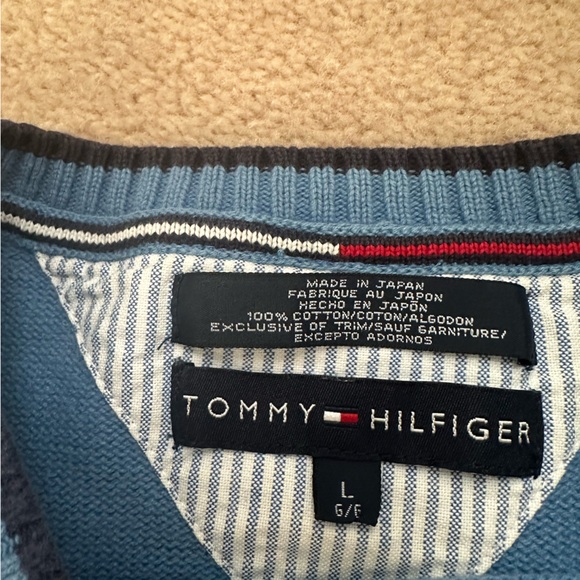 MADE IN JAPAN
FABRIQUE AU JAPON
HECHO EN JAPON
100% COTTON/COTON/ALGODON
EXCLUSIVE OF TRIM/SAUF GARNITURE/
EXCEPTO ADORNOS
TOMMY HILFIGER
L
G/G